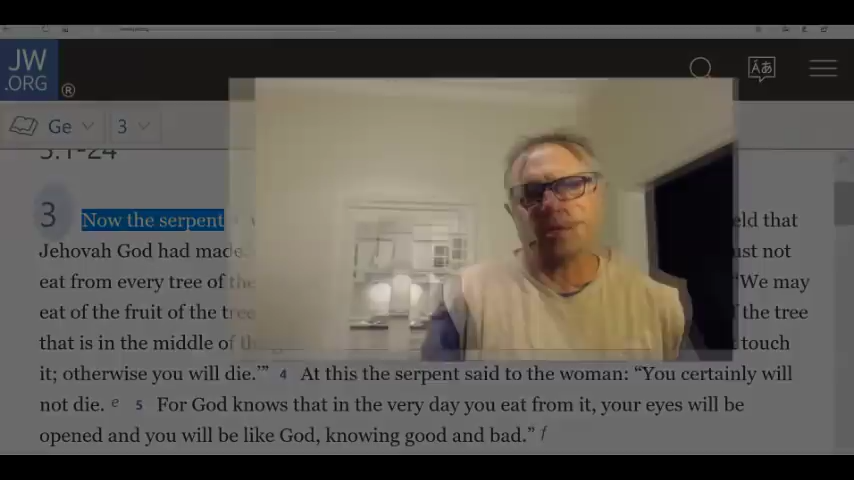 JW
.ORG
®
Aあ
Ge 3
3:1-24
3 Now the serpent eld that
Jehovah God had made. ust not
eat from every tree of the “We may
eat of the fruit of the tree f the tree
that is in the middle of touch
it; otherwise you will die.’” 4 At this the serpent said to the woman: “You certainly will
not die. e 5 For God knows that in the very day you eat from it, your eyes will be
opened and you will be like God, knowing good and bad.” f